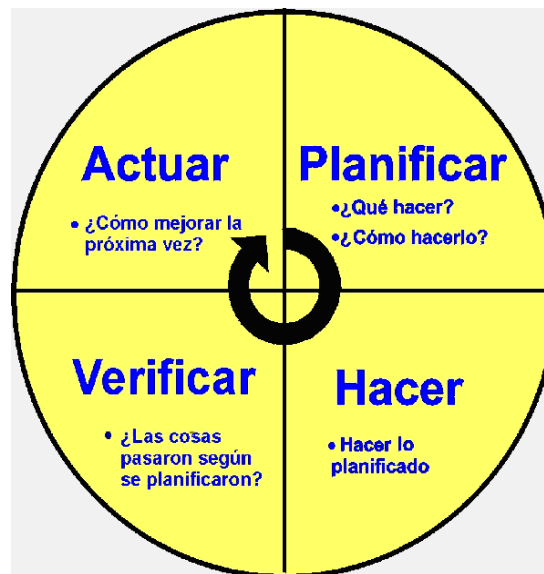 Actuar
• ¿Cómo mejorar la
próxima vez?
Planificar
•¿Qué hacer?
•¿Cómo hacerlo?
Verificar
• ¿Las cosas
pasaron según
se planificaron?
Hacer
• Hacer lo
planificado